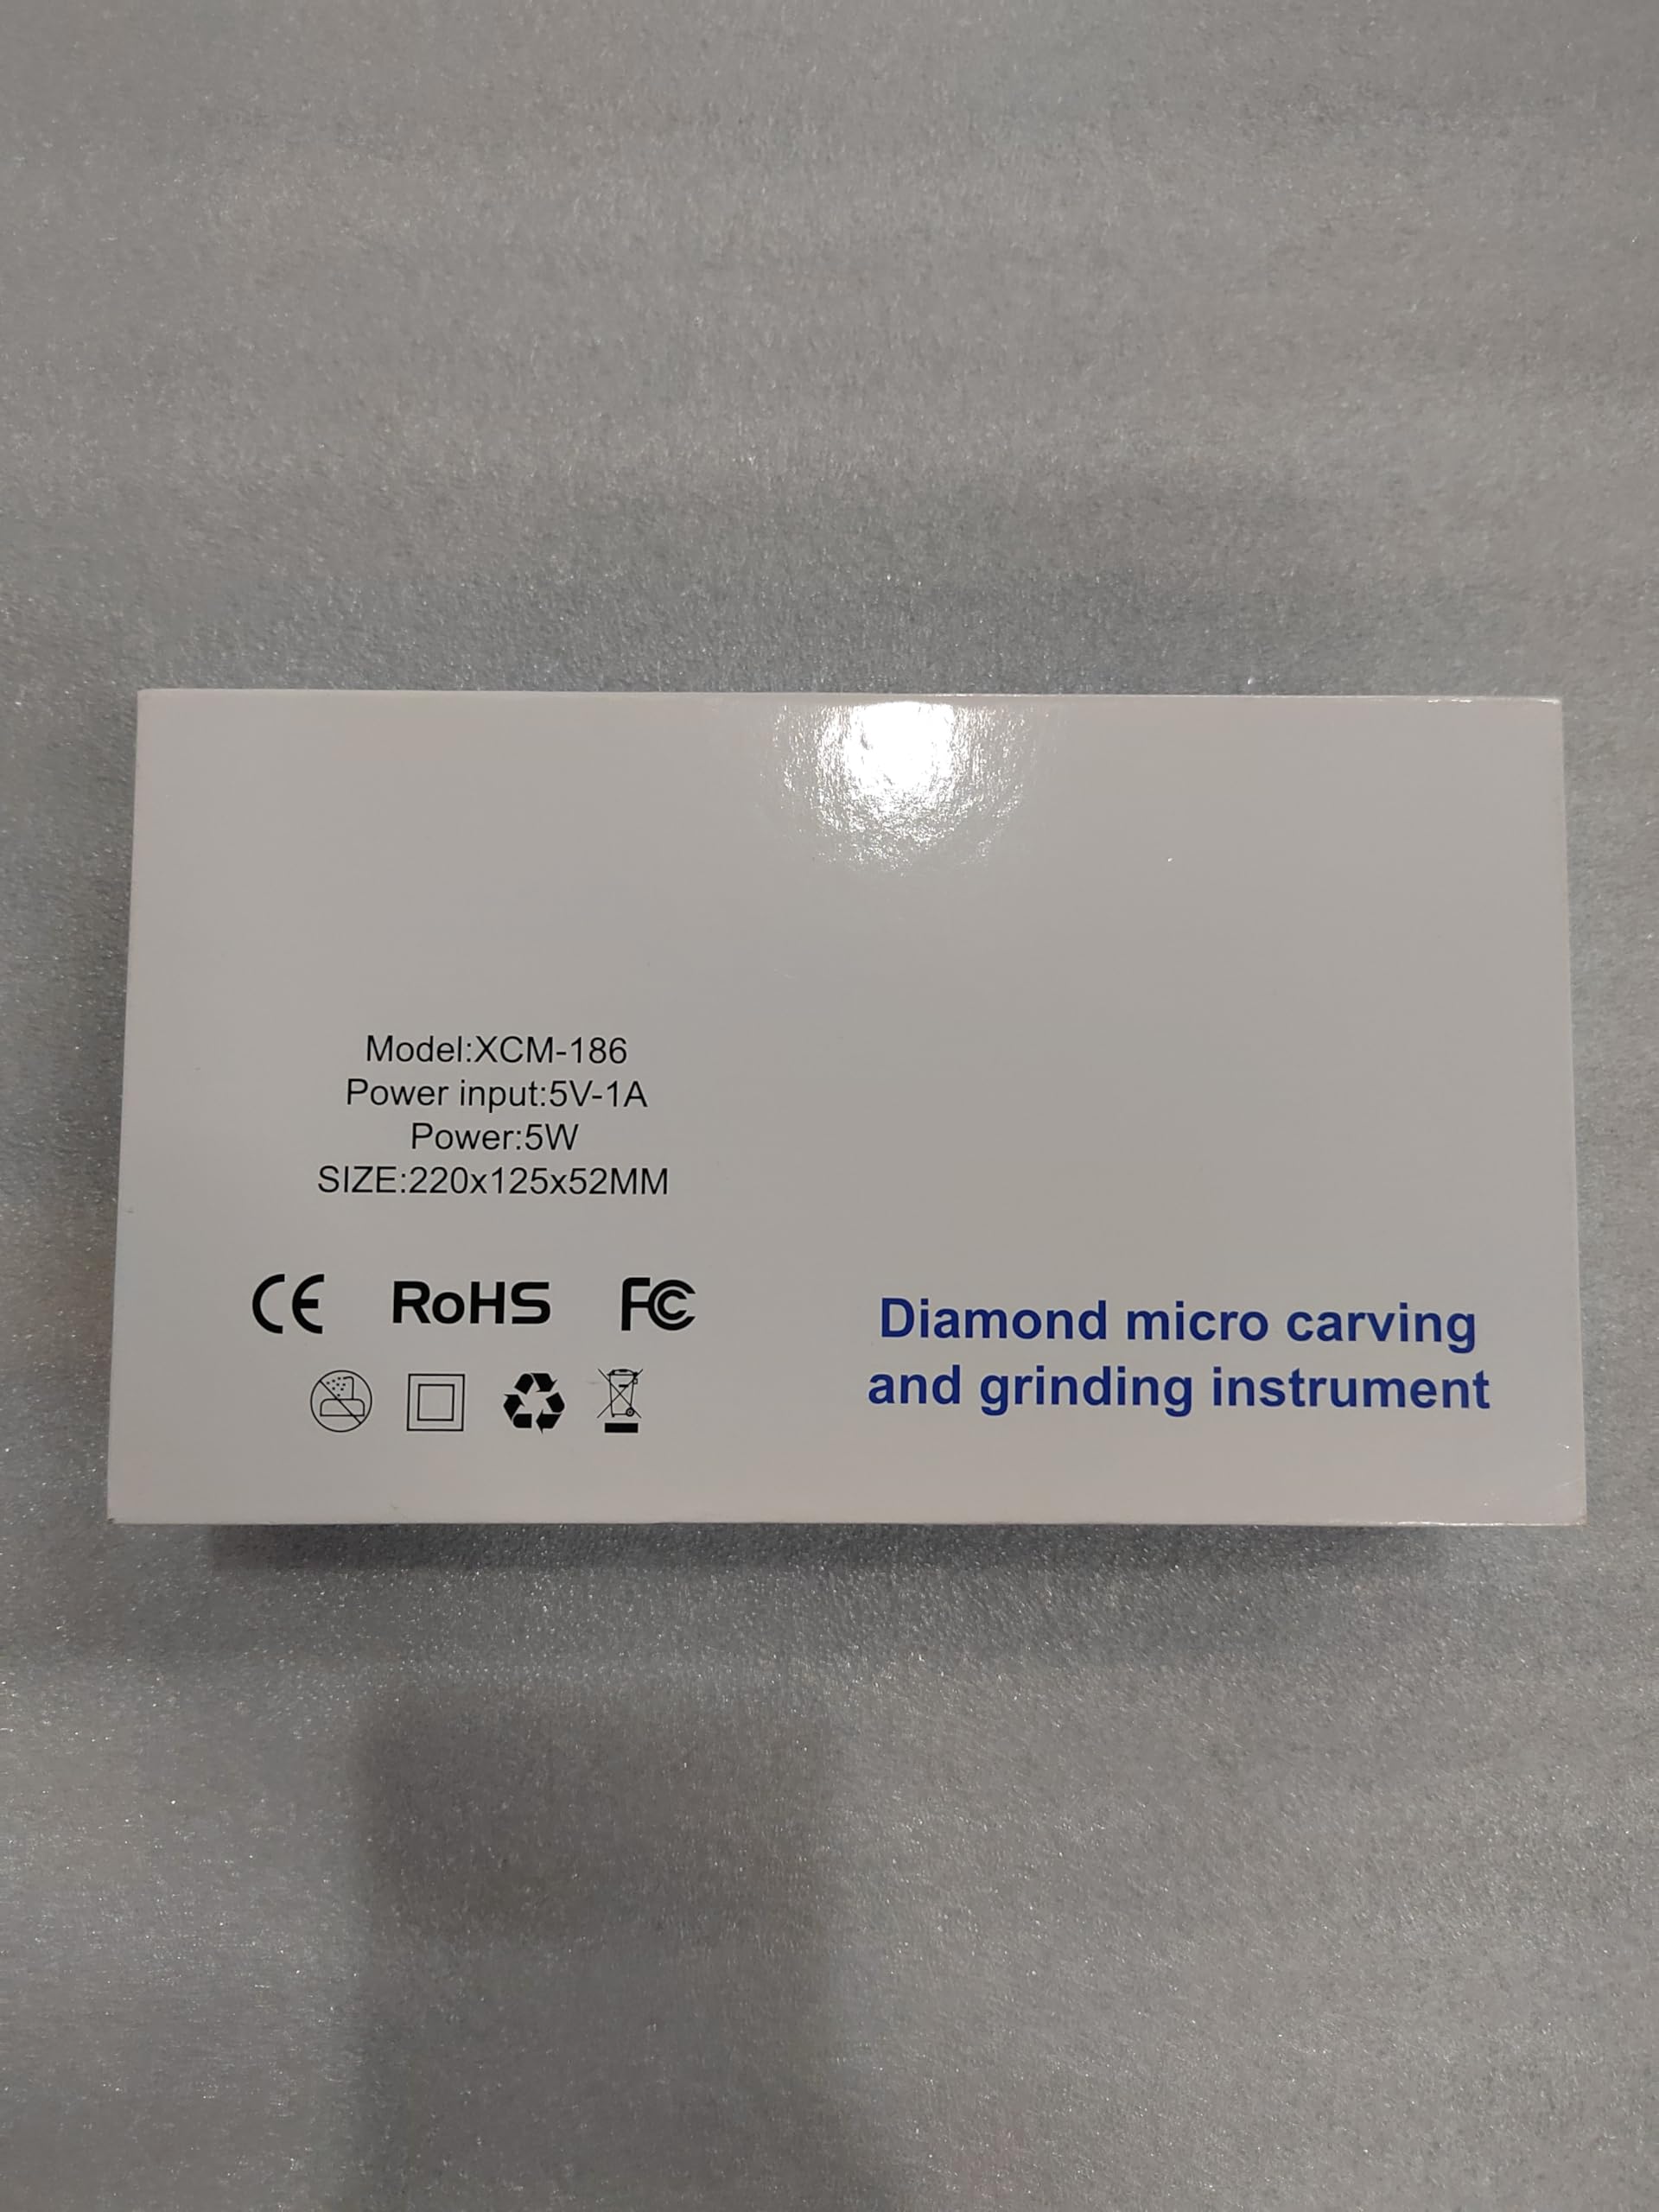 Model:XCM-186
Power input:5V-1A
Power:5W
SIZE:220x125x52MM
CE RoHS FC
Diamond micro carving
and grinding instrument